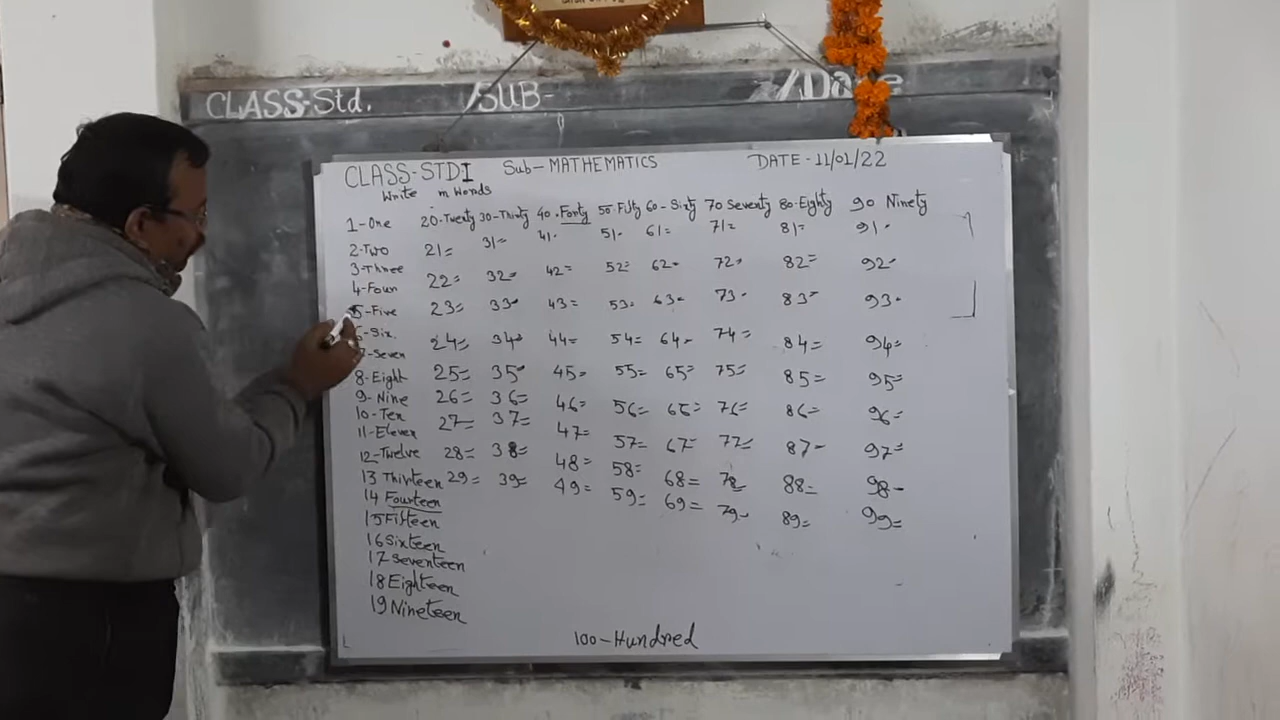 CLASS-Std. /SUB- /Date
CLASS-STDI Sub-MATHEMATICS DATE-11/01/22
Write in Words
1-One 20-Twenty 30-Thirty 40-Forty 50-Fifty 60-Sixty 70 Seventy 80-Eighty 90 Ninety
2-Two 21= 31= 41- 51- 61= 71= 81= 91-
3-Three
4-Four 22= 32= 42= 52= 62= 72= 82= 92-
5-Five 23= 33- 43= 53= 63= 73- 83= 93-
-Six 24= 34= 44= 54= 64= 74= 84= 94=
-Seven
8-Eight 25= 35- 45= 55= 65= 75= 85= 95=
9-Nine 26= 36= 46= 56= 66= 76= 86= 96=
10-Ten
11-Eleven 27= 37= 47= 57= 67= 77= 87- 97=
12-Twelve 28= 38= 48= 58= 68= 78= 88= 98-
13 Thirteen 29= 39= 49= 59= 69= 79- 89= 99=
14 Fourteen
15 Fifteen
16 Sixteen
17 Seventeen
18 Eighteen
19 Nineteen
100-Hundred